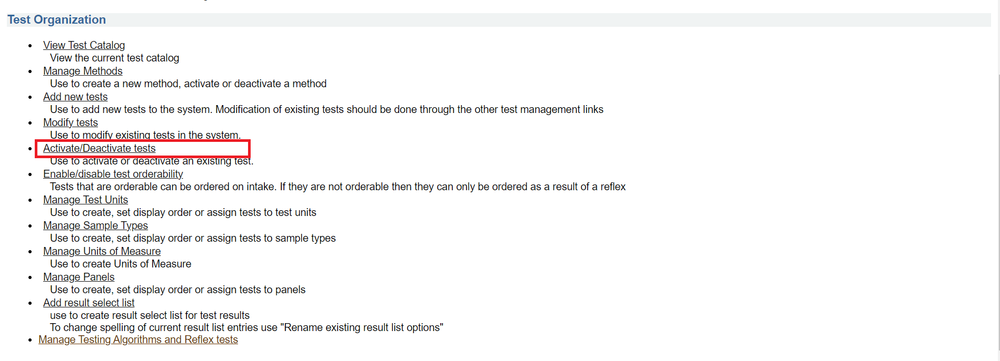 Test Organization
View Test Catalog
View the current test catalog
Manage Methods
Use to create a new method, activate or deactivate a method
Add new tests
Use to add new tests to the system. Modification of existing tests should be done through the other test management links
Modify tests
Use to modify existing tests in the system.
Activate/Deactivate tests
Use to activate or deactivate an existing test.
Enable/disable test orderability
Tests that are orderable can be ordered on intake. If they are not orderable then they can only be ordered as a result of a reflex
Manage Test Units
Use to create, set display order or assign tests to test units
Manage Sample Types
Use to create, set display order or assign tests to sample types
Manage Units of Measure
Use to create Units of Measure
Manage Panels
Use to create, set display order or assign tests to panels
Add result select list
use to create result select list for test results
To change spelling of current result list entries use "Rename existing result list options"
Manage Testing Algorithms and Reflex tests